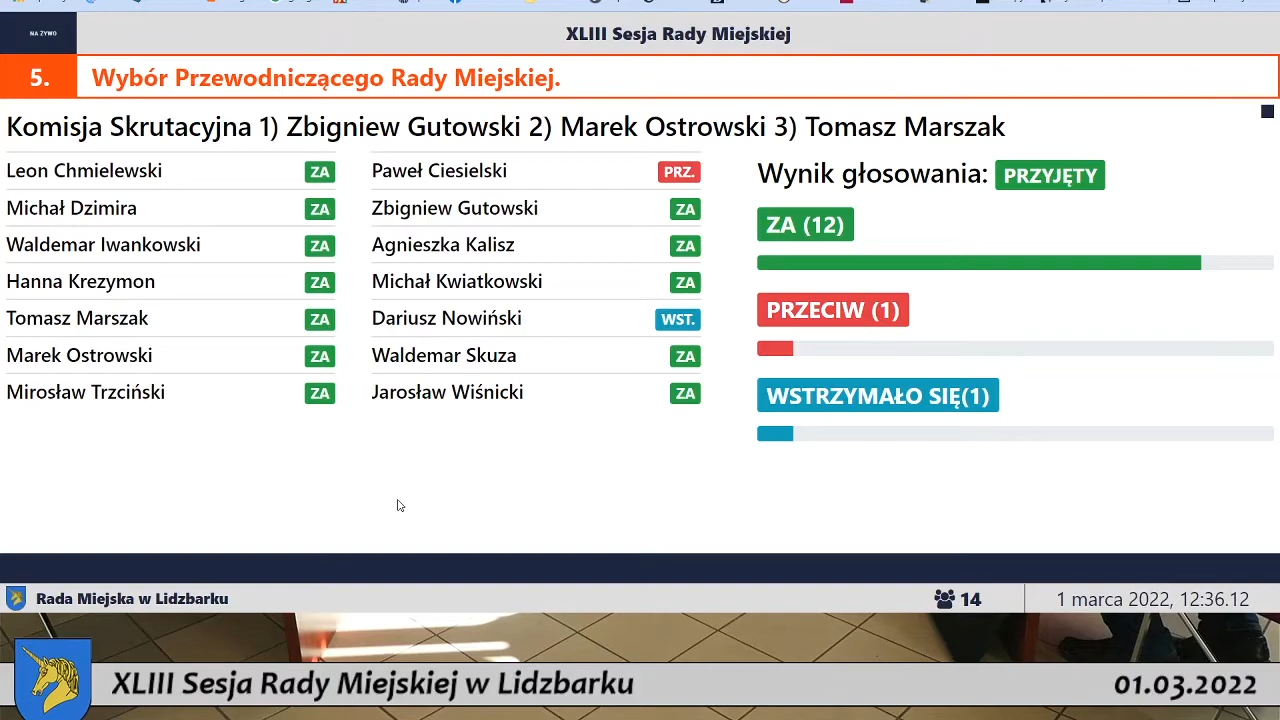 NA ŻYWO
XLIII Sesja Rady Miejskiej
5.
Wybór Przewodniczącego Rady Miejskiej.
Komisja Skrutacyjna 1) Zbigniew Gutowski 2) Marek Ostrowski 3) Tomasz Marszak
Leon Chmielewski ZA
Michał Dzimira ZA
Waldemar Iwankowski ZA
Hanna Krezymon ZA
Tomasz Marszak ZA
Marek Ostrowski ZA
Mirosław Trzciński ZA
Paweł Ciesielski PRZ.
Zbigniew Gutowski ZA
Agnieszka Kalisz ZA
Michał Kwiatkowski ZA
Dariusz Nowiński WST.
Waldemar Skuza ZA
Jarosław Wiśnicki ZA
Wynik głosowania: PRZYJĘTY
ZA (12)
PRZECIW (1)
WSTRZYMAŁO SIĘ(1)
Rada Miejska w Lidzbarku
14
1 marca 2022, 12:36.12
XLIII Sesja Rady Miejskiej w Lidzbarku
01.03.2022